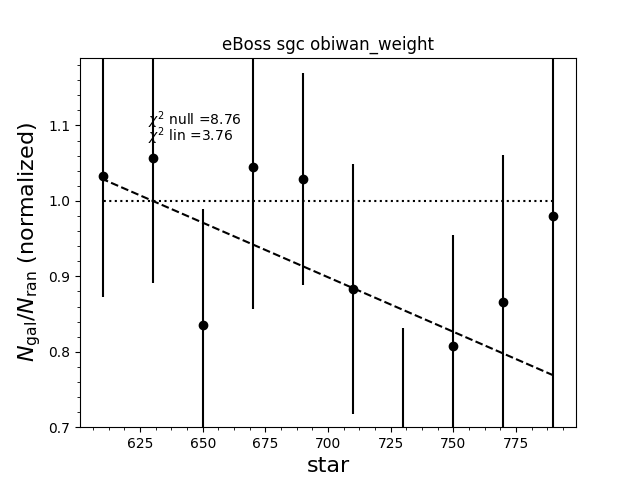 eBoss sgc obiwan_weight
χ² null =8.76
χ² lin =3.76
1.1
1.0
0.9
0.8
0.7
N_gal/N_ran (normalized)
625 650 675 700 725 750 775
star